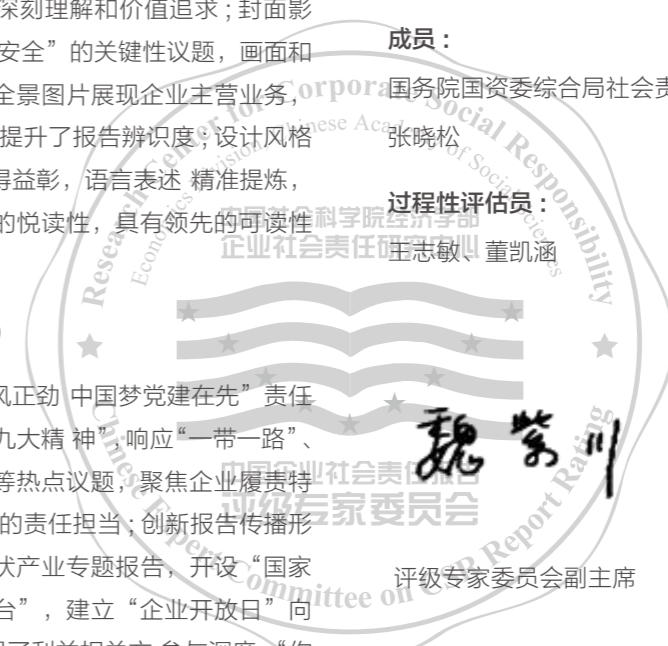 深刻理解和价值追求;封面影
安全”的关键性议题,画面和
全景图片展现企业主营业务,
提升了报告辨识度;设计风格
得益彰,语言表述 精准提炼,
的悦读性,具有领先的可读性
风正劲 中国梦党建在先”责任
九大精 神”,响应“一带一路”、
等热点议题,聚焦企业履责特
的责任担当;创新报告传播形
伏产业专题报告,开设“国家
台”,建立“企业开放日”向
成员:
国务院国资委综合局社会责
张晓松
过程性评估员:
王志敏、董凯涵
魏紫川
评级专家委员会副主席
Research Center for Corporate Social Responsibility
Economics Division, Chinese Academy of Social Sciences
中国社会科学院经济学部
企业社会责任研究中心
中国企业社会责任报告
评级专家委员会
Chinese Expert Committee on CSR Report Rating